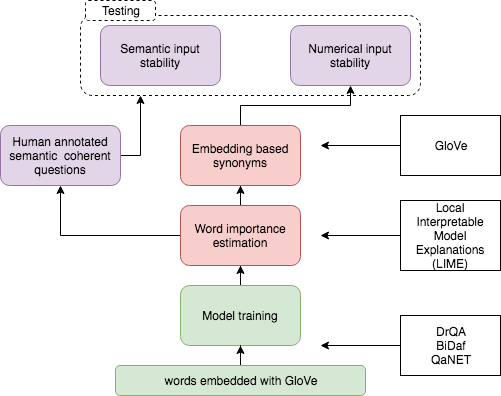 Testing
Semantic input
stability
Numerical input
stability
Human annotated
semantic coherent
questions
Embedding based
synonyms
GloVe
Word importance
estimation
Local
Interpretable
Model
Explanations
(LIME)
Model training
DrQA
BiDaf
QaNET
words embedded with GloVe